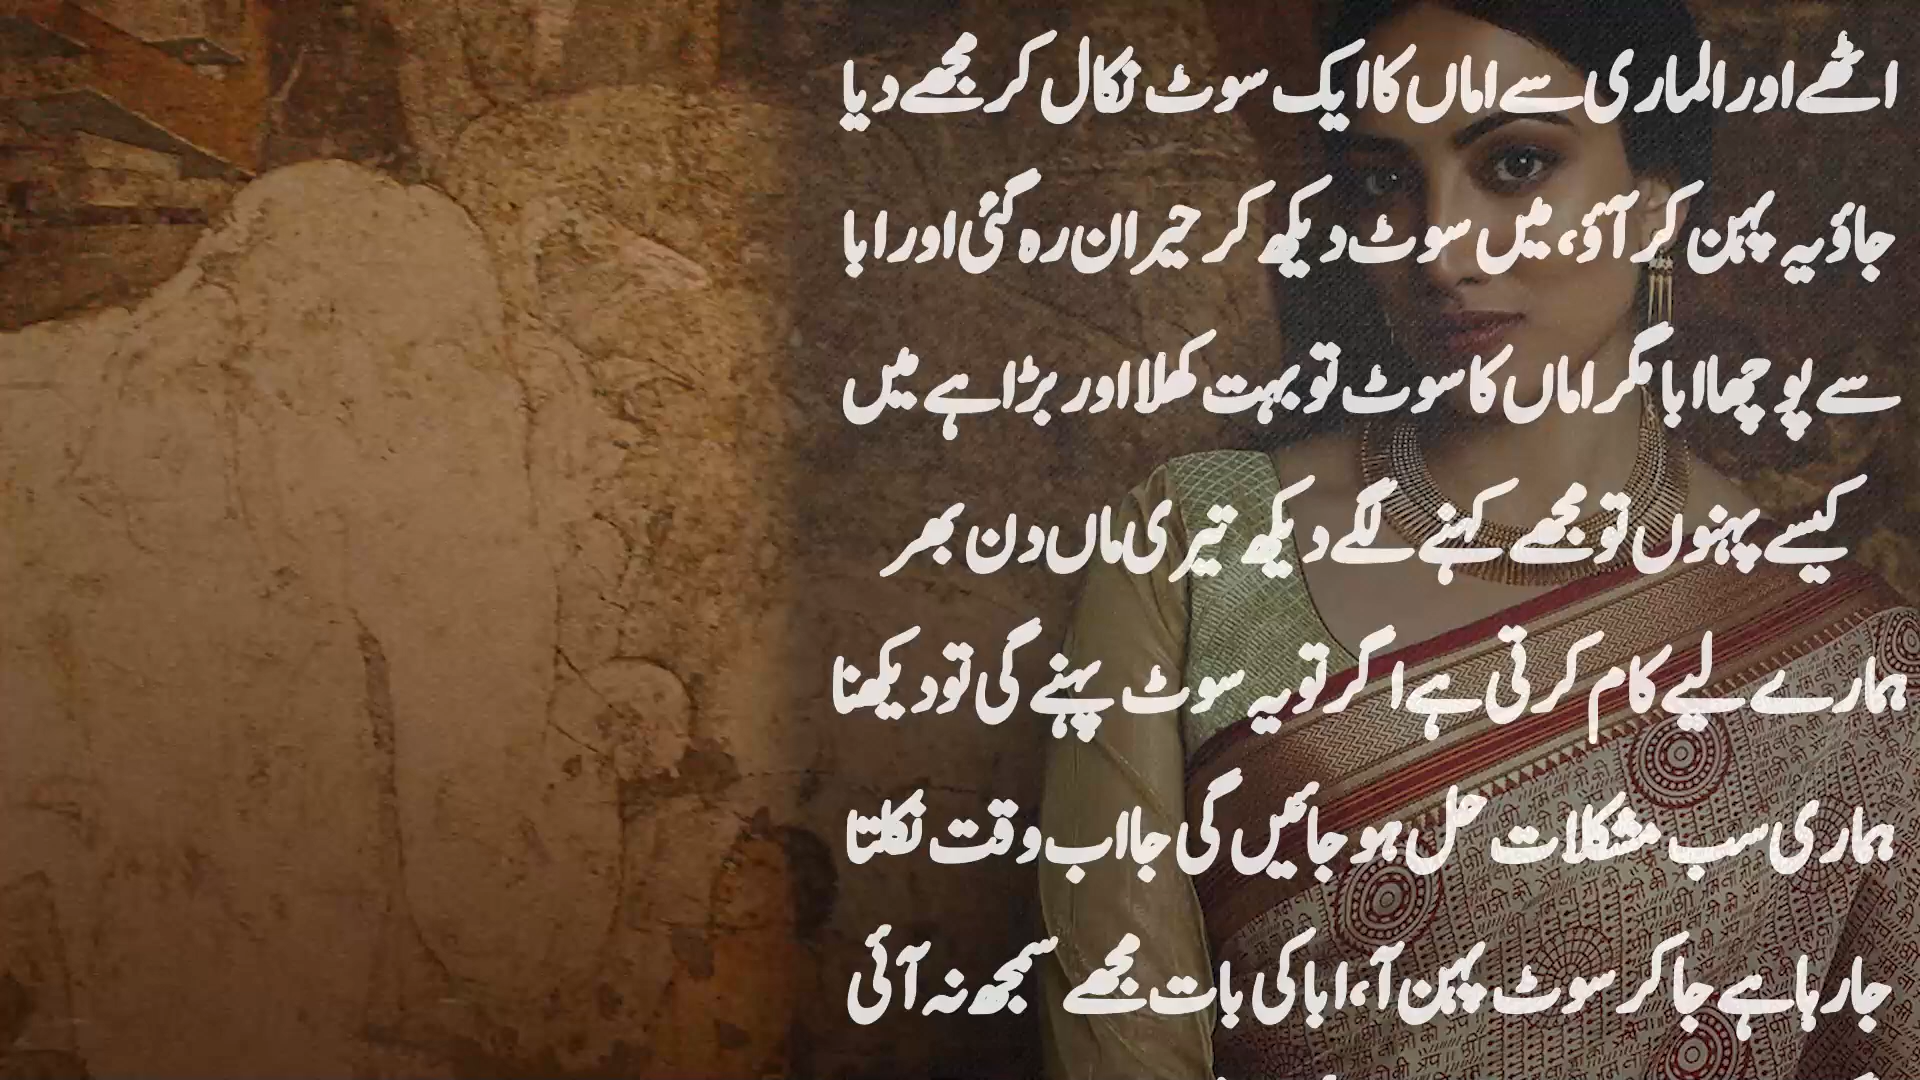 اٹھے اور الماری سے اماں کا ایک سوٹ نکال کر مجھے دیا
جاؤ یہ پہن کر آؤ، میں سوٹ دیکھ کر حیران رہ گئی اور ابا
سے پوچھا ابا مگر اماں کا سوٹ تو بہت کھلا اور بڑا ہے میں
کیسے پہنوں تو مجھے کہنے لگے دیکھ تیری ماں دن بھر
ہمارے لیے کام کرتی ہے اگر تو یہ سوٹ پہنے گی تو دیکھنا
ہماری سب مشکلات حل ہو جائیں گی جا اب وقت نکلتا
جا رہا ہے جا کر سوٹ پہن آ، ابا کی بات مجھے سمجھ نہ آئی